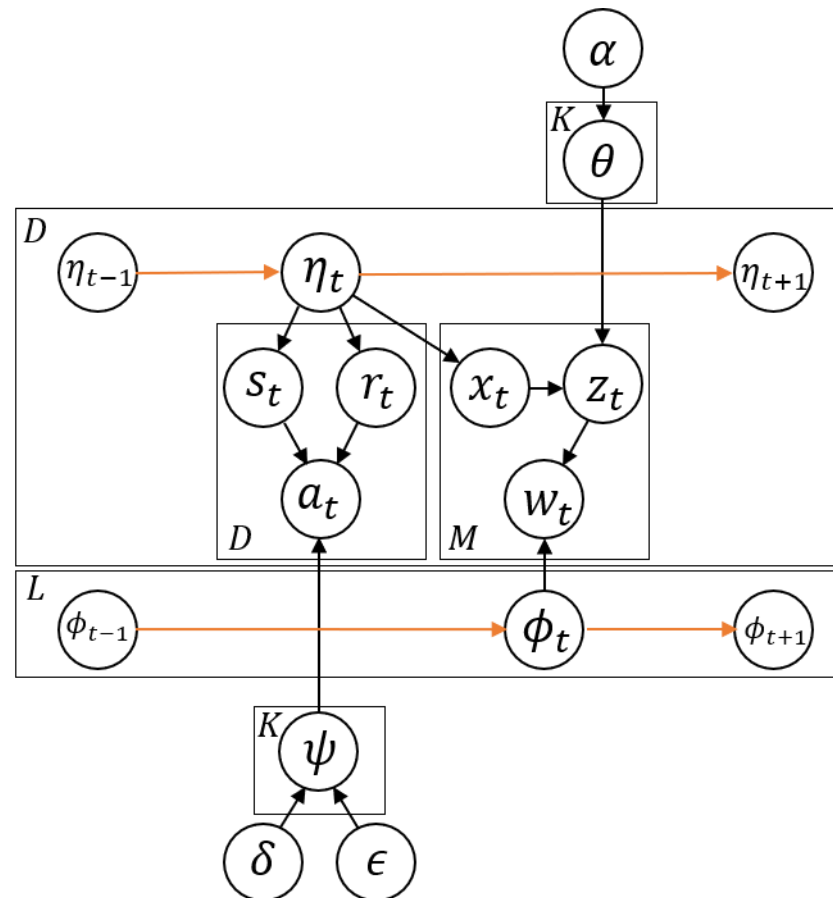 α
K
θ
D
η_{t−1}
η_t
η_{t+1}
s_t
r_t
x_t
z_t
a_t
w_t
D
M
L
ϕ_{t−1}
ϕ_t
ϕ_{t+1}
K
ψ
δ
ϵ